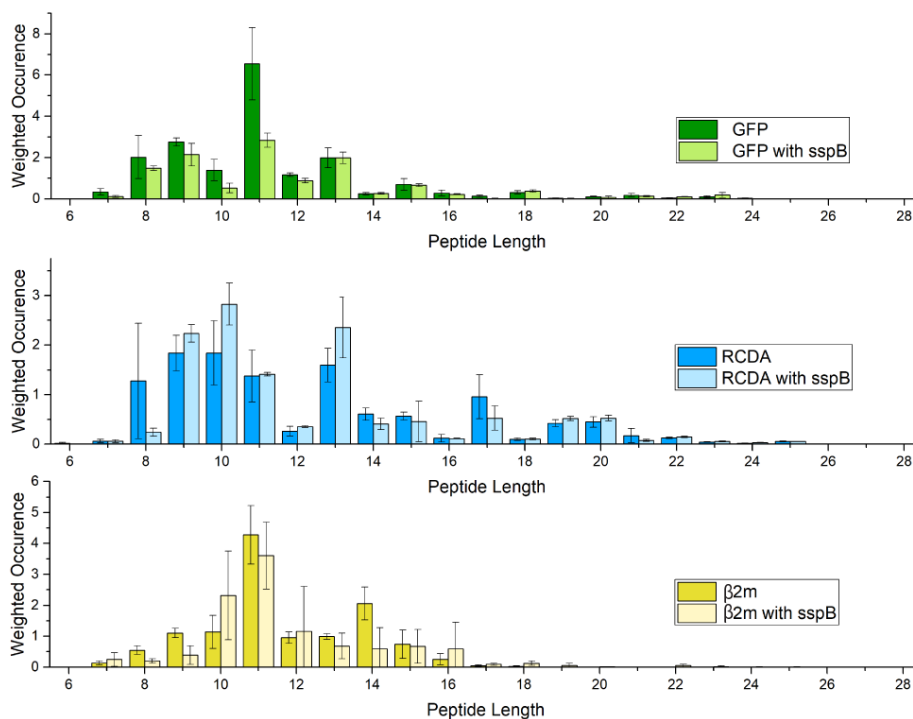 8
6
4
2
0
Weighted Occurence
GFP
GFP with sspB
6 8 10 12 14 16 18 20 22 24 26 28
Peptide Length
3
2
1
0
Weighted Occurence
RCDA
RCDA with sspB
6 8 10 12 14 16 18 20 22 24 26 28
Peptide Length
6
5
4
3
2
1
0
Weighted Occurence
β2m
β2m with sspB
6 8 10 12 14 16 18 20 22 24 26 28
Peptide Length